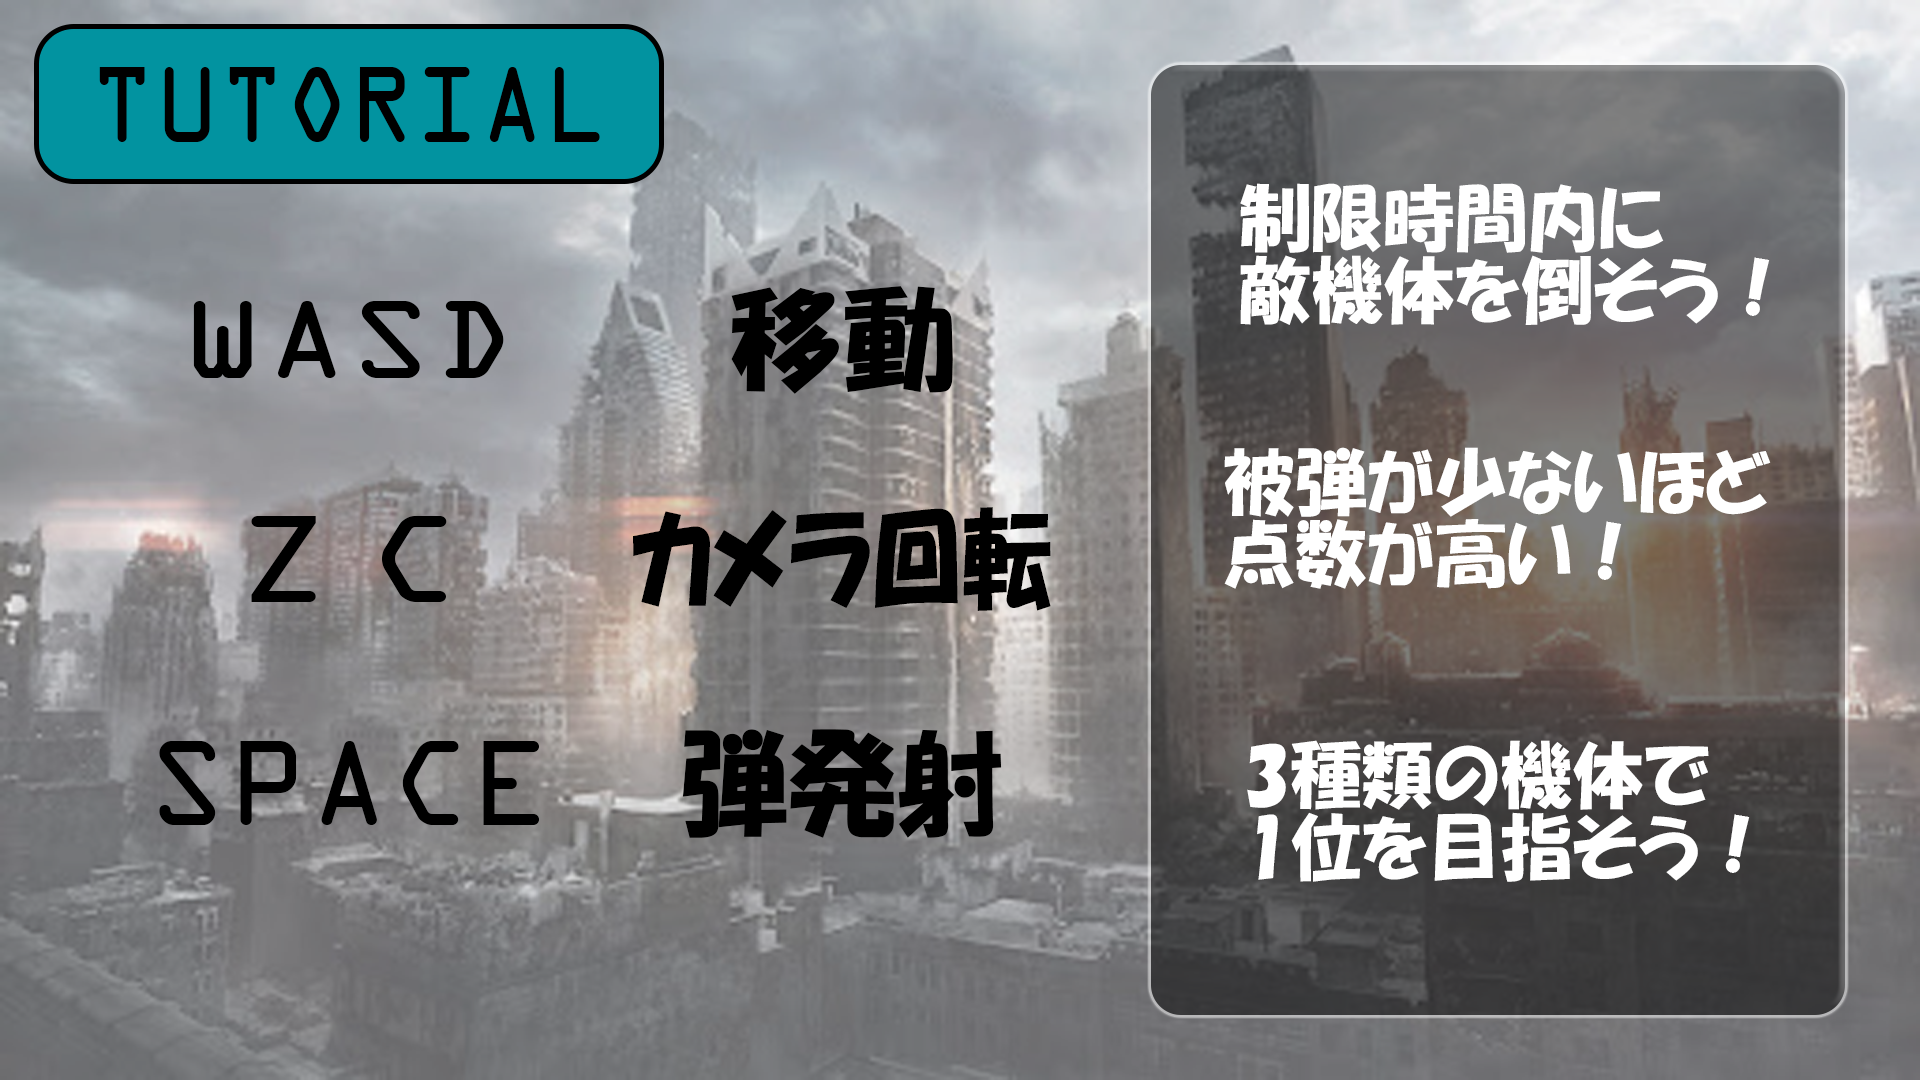 TUTORIAL
WASD 移動
Z C カメラ回転
SPACE 弾発射
制限時間内に
敵機体を倒そう！
被弾が少ないほど
点数が高い！
3種類の機体で
1位を目指そう！